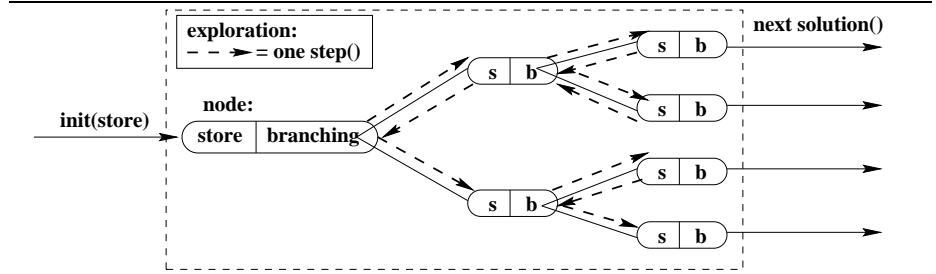 exploration:
= one step()
next solution()
s b
s b
node:
s b
init(store)
store branching
s b
s b
s b